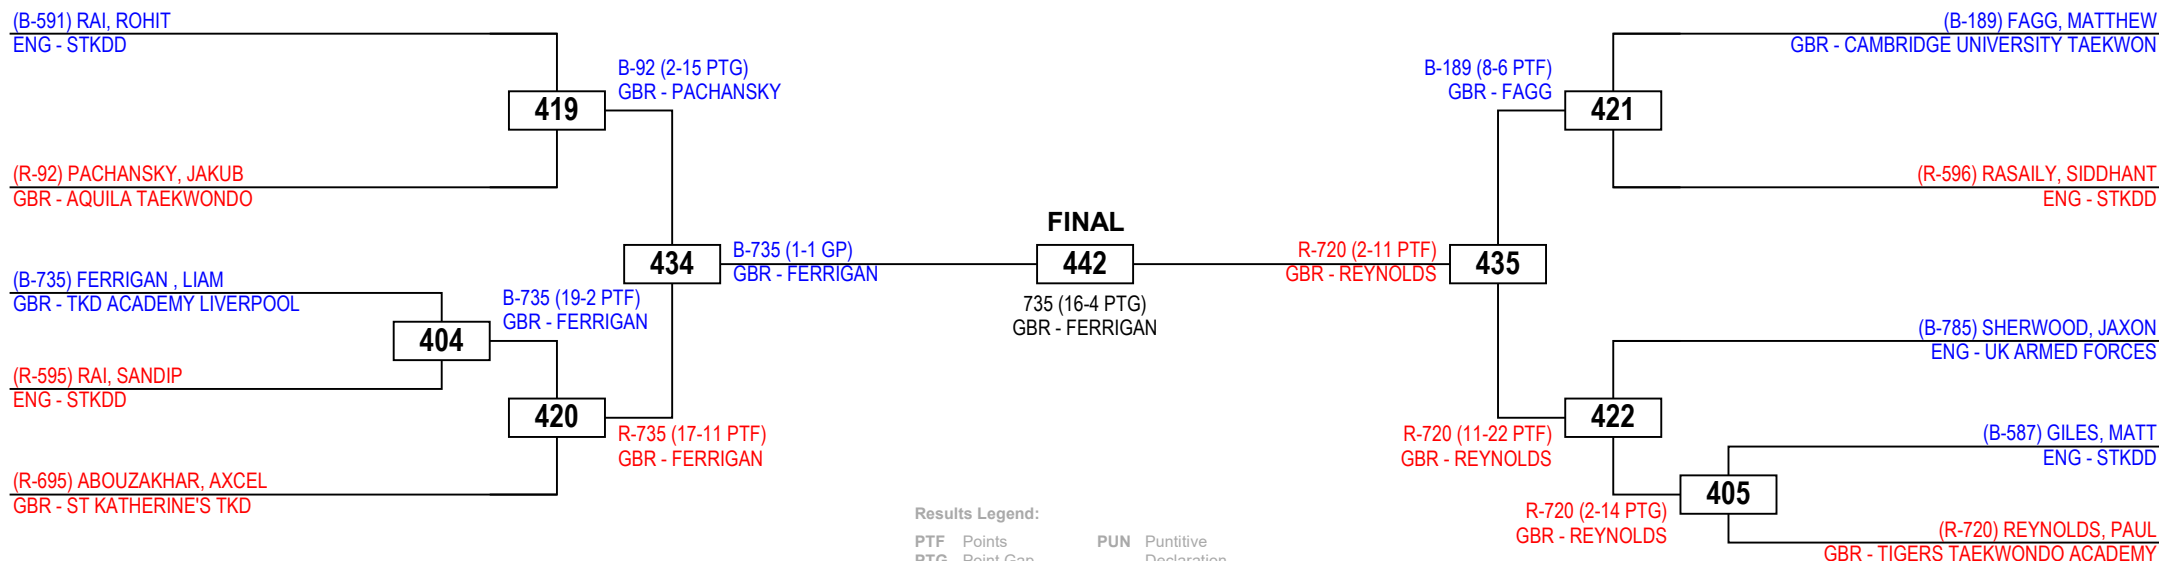 (B-591) RAI, ROHIT
ENG - STKDD
(R-92) PACHANSKY, JAKUB
GBR - AQUILA TAEKWONDO
(B-735) FERRIGAN , LIAM
GBR - TKD ACADEMY LIVERPOOL
(R-595) RAI, SANDIP
ENG - STKDD
(R-695) ABOUZAKHAR, AXCEL
GBR - ST KATHERINE'S TKD
404
B-735 (19-2 PTF)
GBR - FERRIGAN
419
B-92 (2-15 PTG)
GBR - PACHANSKY
420
R-735 (17-11 PTF)
GBR - FERRIGAN
434
B-735 (1-1 GP)
GBR - FERRIGAN
FINAL
442
735 (16-4 PTG)
GBR - FERRIGAN
R-720 (2-11 PTF)
GBR - REYNOLDS
435
B-189 (8-6 PTF)
GBR - FAGG
421
R-720 (11-22 PTF)
GBR - REYNOLDS
422
R-720 (2-14 PTG)
GBR - REYNOLDS
405
(B-189) FAGG, MATTHEW
GBR - CAMBRIDGE UNIVERSITY TAEKWON
(R-596) RASAILY, SIDDHANT
ENG - STKDD
(B-785) SHERWOOD, JAXON
ENG - UK ARMED FORCES
(B-587) GILES, MATT
ENG - STKDD
(R-720) REYNOLDS, PAUL
GBR - TIGERS TAEKWONDO ACADEMY
Results Legend:
PTF Points
PUN Puntitive
PTG Point Gap
Declaration